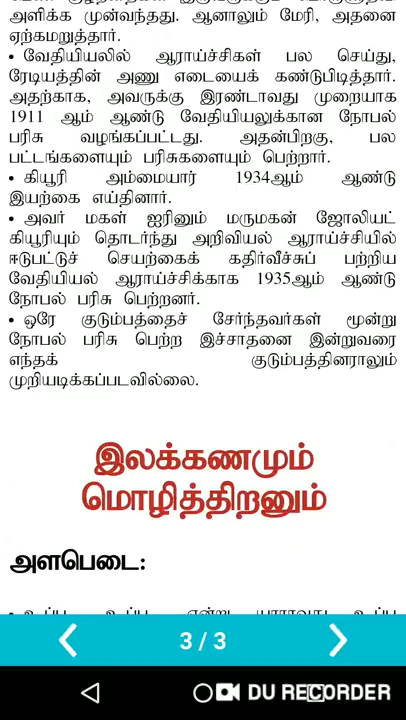 அளிக்க முன்வந்தது. ஆனாலும் மேரி, அதனை
ஏற்கமறுத்தார்.
• வேதியியலில் ஆராய்ச்சிகள் பல செய்து,
ரேடியத்தின் அணு எடையைக் கண்டுபிடித்தார்.
அதற்காக, அவருக்கு இரண்டாவது முறையாக
1911 ஆம் ஆண்டு வேதியியலுக்கான நோபல்
பரிசு வழங்கப்பட்டது. அதன்பிறகு, பல
பட்டங்களையும் பரிசுகளையும் பெற்றார்.
• கியூரி அம்மையார் 1934ஆம் ஆண்டு
இயற்கை எய்தினார்.
• அவர் மகள் ஐரினும் மருமகன் ஜோலியட்
கியூரியும் தொடர்ந்து அறிவியல் ஆராய்ச்சியில்
ஈடுபட்டுச் செயற்கைக் கதிர்வீச்சுப் பற்றிய
வேதியியல் ஆராய்ச்சிக்காக 1935ஆம் ஆண்டு
நோபல் பரிசு பெற்றனர்.
• ஒரே குடும்பத்தைச் சேர்ந்தவர்கள் மூன்று
நோபல் பரிசு பெற்ற இச்சாதனை இன்றுவரை
எந்தக் குடும்பத்தினராலும்
முறியடிக்கப்படவில்லை.
இலக்கணமும்
மொழித்திறனும்
அளபெடை:
3 / 3
DU RECORDER